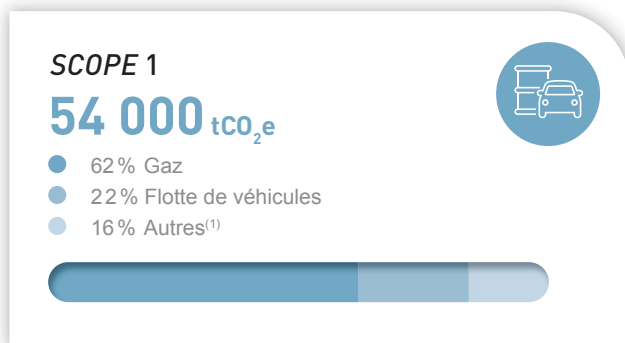 SCOPE 1
54 000 tCO₂e
62 % Gaz
22 % Flotte de véhicules
16 % Autres⁽¹⁾